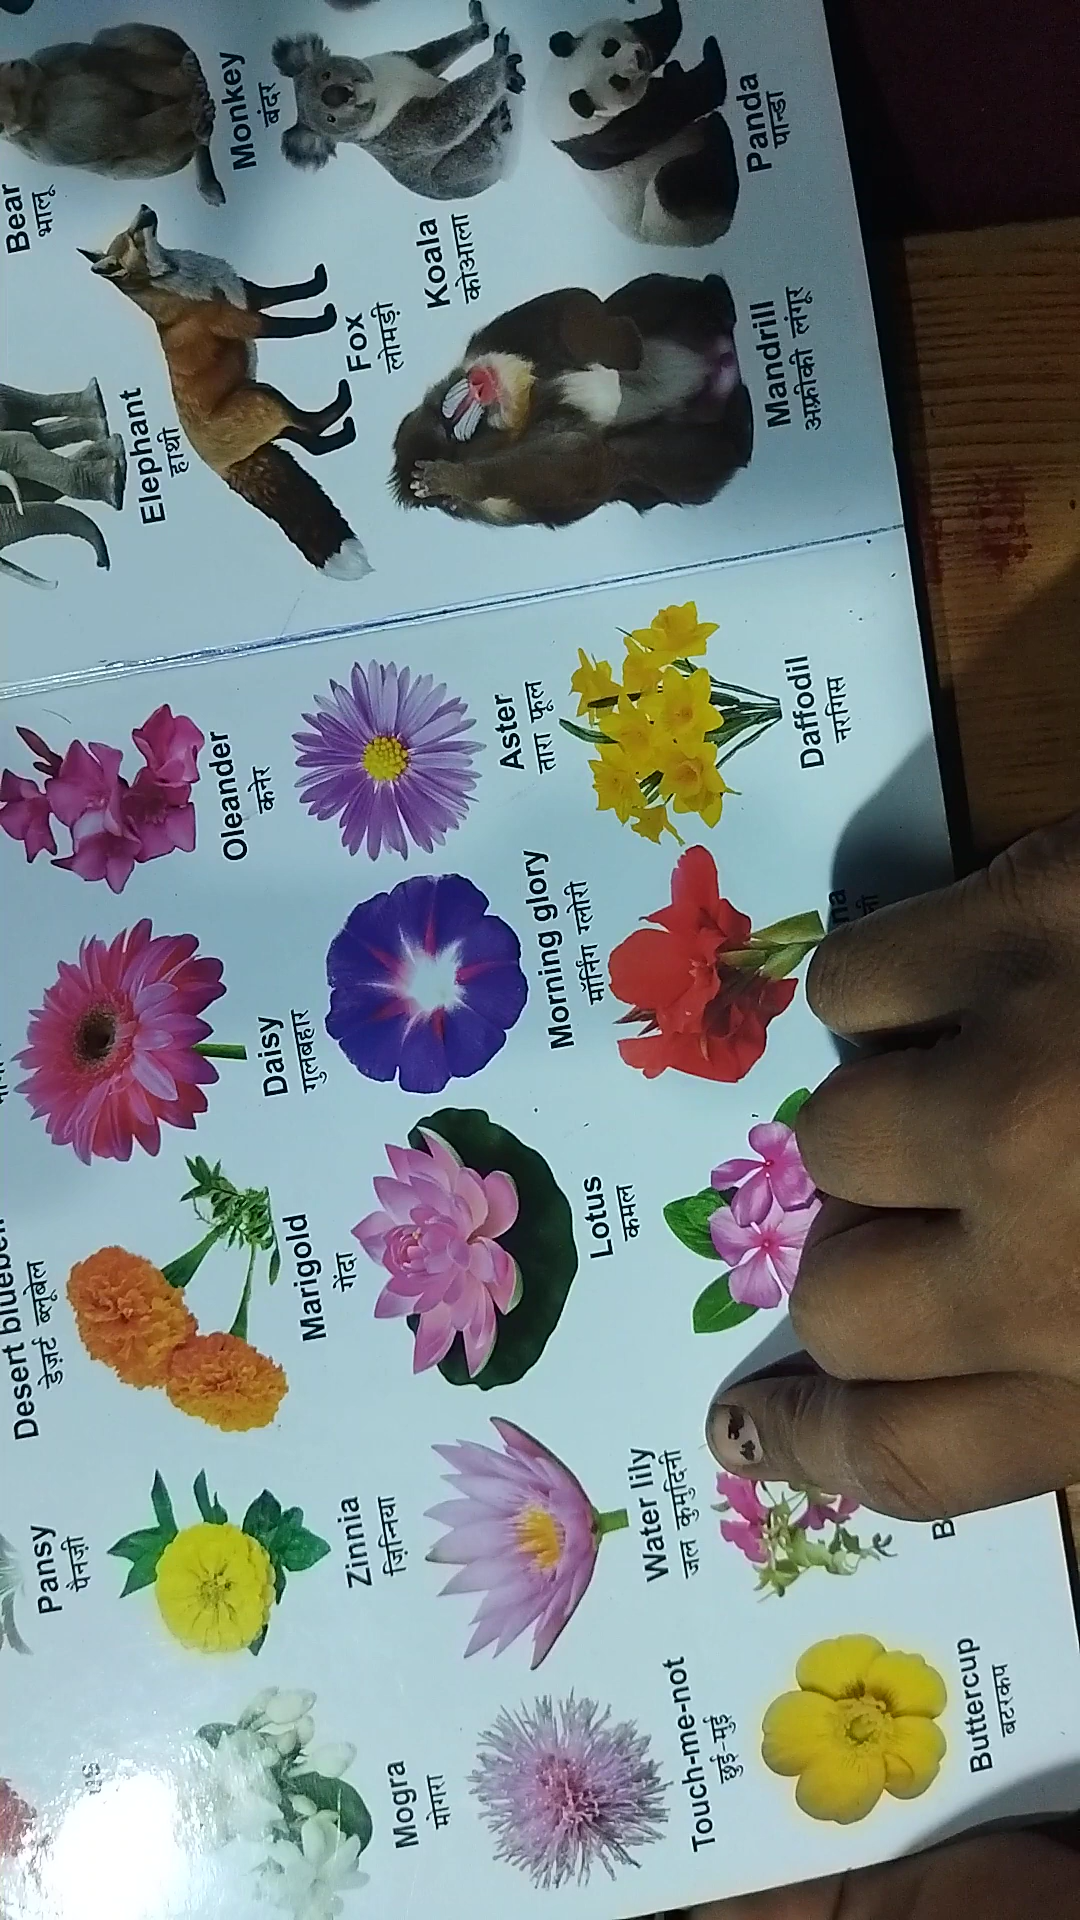 Pansy
पैनज़ी
Desert
डेज़र्ट ब्लूबेल
Mogra
मोगरा
Zinnia
ज़िनिया
Marigold
गेंदा
Daisy
गुलबहार
Oleander
कनेर
Touch-me-not
छुई-मुई
Water lily
जल कुमुदिनी
Lotus
कमल
Morning glory
मॉर्निंग ग्लोरी
Aster
तारा फूल
Buttercup
बटरकप
Daffodil
नरगिस
Bear
भालू
Elephant
हाथी
Monkey
बंदर
Fox
लोमड़ी
Koala
कोआला
Mandrill
अफ्रीकी लंगूर
Panda
पान्डा